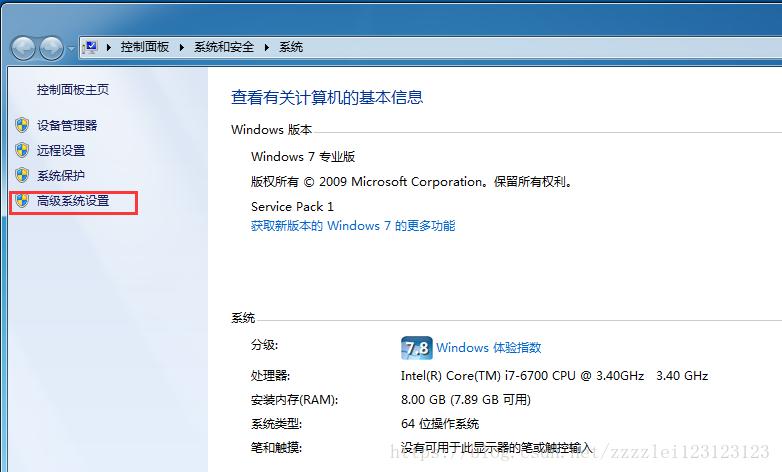 控制面板 系统和安全 系统
控制面板主页
设备管理器
远程设置
系统保护
高级系统设置
查看有关计算机的基本信息
Windows 版本
Windows 7 专业版
版权所有 © 2009 Microsoft Corporation。保留所有权利。
Service Pack 1
获取新版本的 Windows 7 的更多功能
系统
分级: 7.8 Windows 体验指数
处理器: Intel(R) Core(TM) i7-6700 CPU @ 3.40GHz 3.40 GHz
安装内存(RAM): 8.00 GB (7.89 GB 可用)
系统类型: 64 位操作系统
笔和触摸: 没有可用于此显示器的笔或触控输入
https://blog.csdn.net/zzzzlei123123123